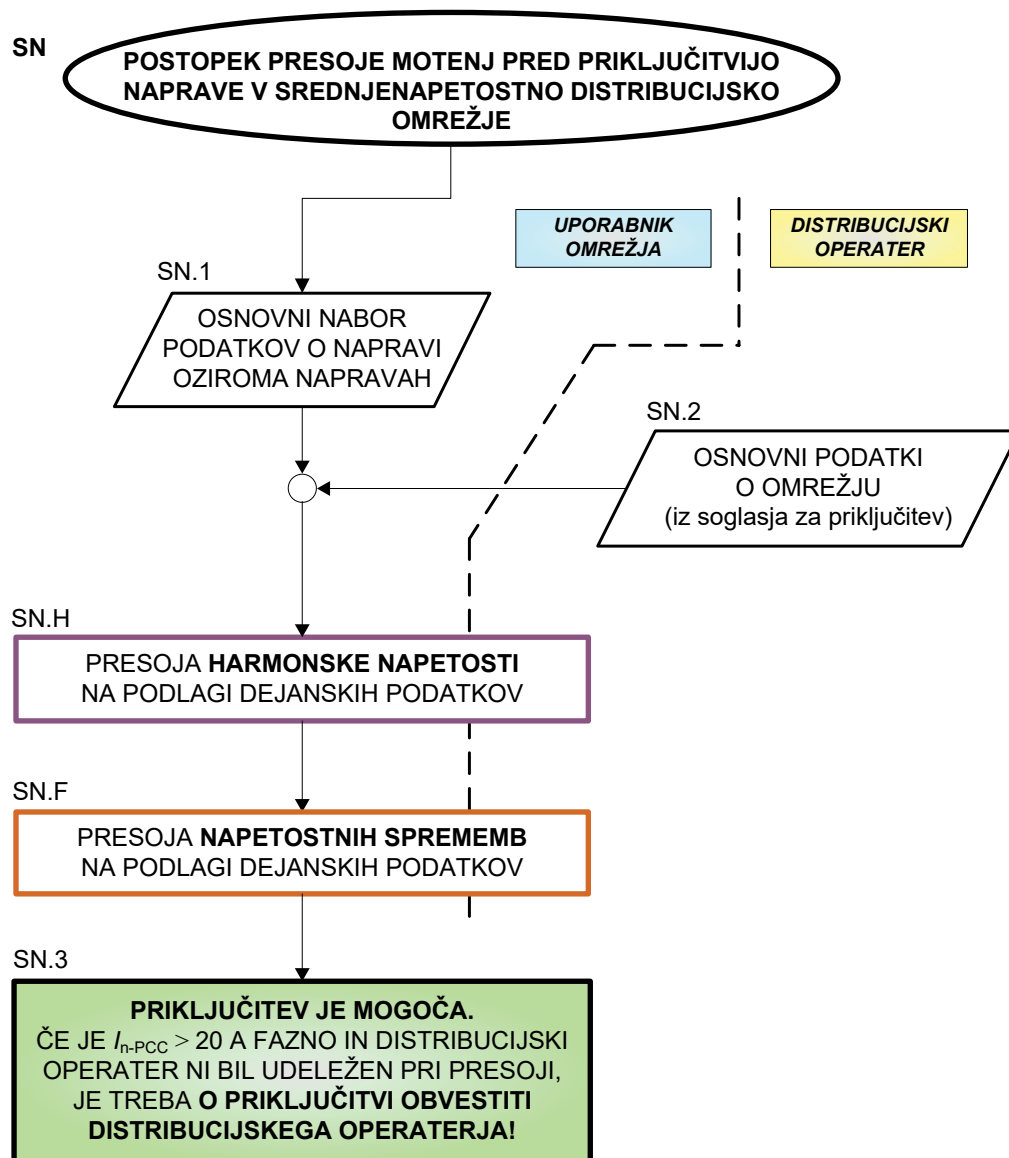 SN
POSTOPEK PRESOJE MOTENJ PRED PRIKLJUČITVIJO
NAPRAVE V SREDNJENAPETOSTNO DISTRIBUCIJSKO
OMREŽJE
UPORABNIK
OMREŽJA
DISTRIBUCIJSKI
OPERATER
SN.1
OSNOVNI NABOR
PODATKOV O NAPRAVI
OZIROMA NAPRAVAH
SN.2
OSNOVNI PODATKI
O OMREŽJU
(iz soglasja za priključitev)
SN.H
PRESOJA HARMONSKE NAPETOSTI
NA PODLAGI DEJANSKIH PODATKOV
SN.F
PRESOJA NAPETOSTNIH SPREMEMB
NA PODLAGI DEJANSKIH PODATKOV
SN.3
PRIKLJUČITEV JE MOGOČA.
ČE JE In-PCC > 20 A FAZNO IN DISTRIBUCIJSKI
OPERATER NI BIL UDELEŽEN PRI PRESOJI,
JE TREBA O PRIKLJUČITVI OBVESTITI
DISTRIBUCIJSKEGA OPERATERJA!